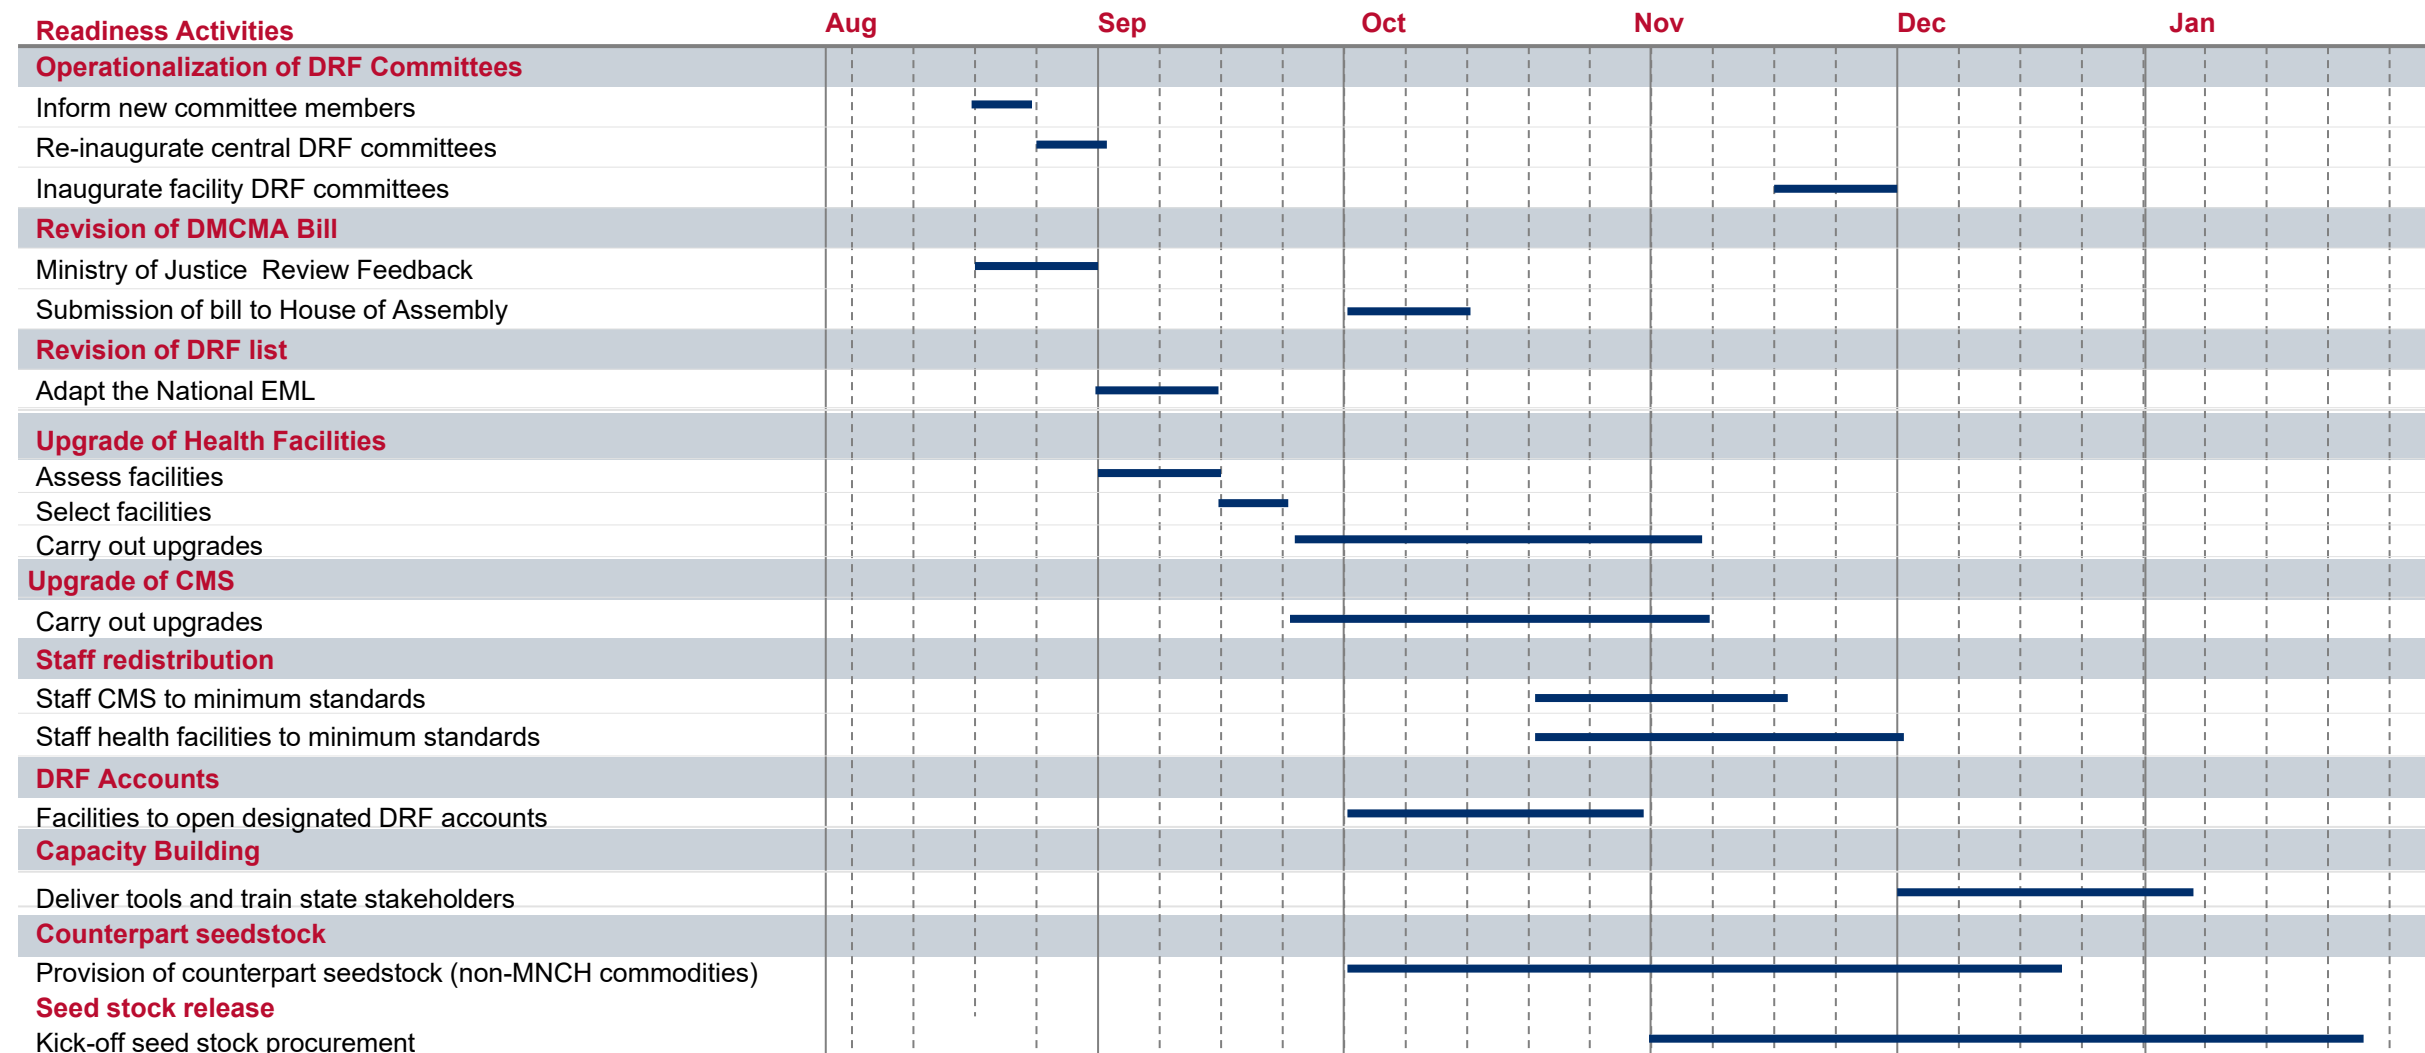 Readiness Activities Aug Sep Oct Nov Dec Jan
Operationalization of DRF Committees
Inform new committee members
Re-inaugurate central DRF committees
Inaugurate facility DRF committees
Revision of DMCMA Bill
Ministry of Justice  Review Feedback
Submission of bill to House of Assembly
Revision of DRF list
Adapt the National EML
Upgrade of Health Facilities
Assess facilities
Select facilities
Carry out upgrades
Upgrade of CMS
Carry out upgrades
Staff redistribution
Staff CMS to minimum standards
Staff health facilities to minimum standards
DRF Accounts
Facilities to open designated DRF accounts
Capacity Building
Deliver tools and train state stakeholders
Counterpart seedstock
Provision of counterpart seedstock (non-MNCH commodities)
Seed stock release
Kick-off seed stock procurement